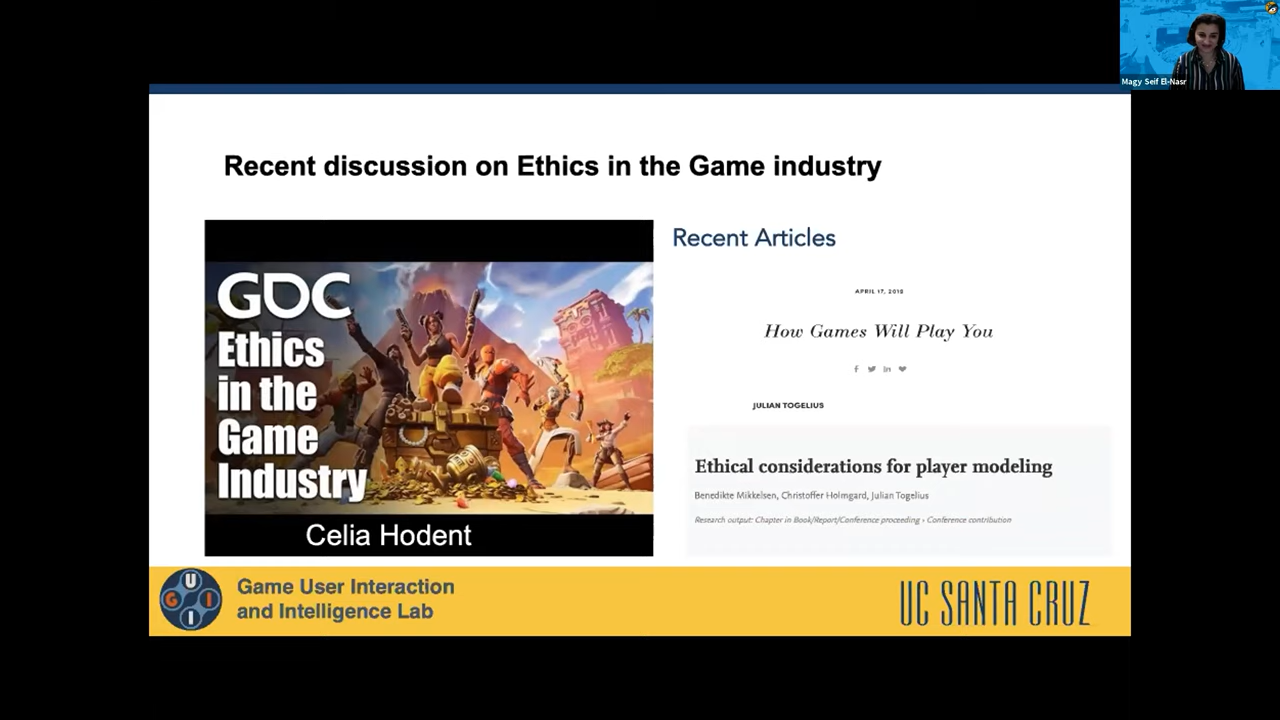 Magy Seif El-Nasr
Recent discussion on Ethics in the Game industry
GDC
Ethics
in the
Game
Industry
Celia Hodent
Recent Articles
APRIL 17, 2018
How Games Will Play You
JULIAN TOGELIUS
Ethical considerations for player modeling
Benedikte Mikkelsen, Christoffer Holmgard, Julian Togelius
Research output: Chapter in Book/Report/Conference proceeding › Conference contribution
GUII
Game User Interaction
and Intelligence Lab
UC SANTA CRUZ